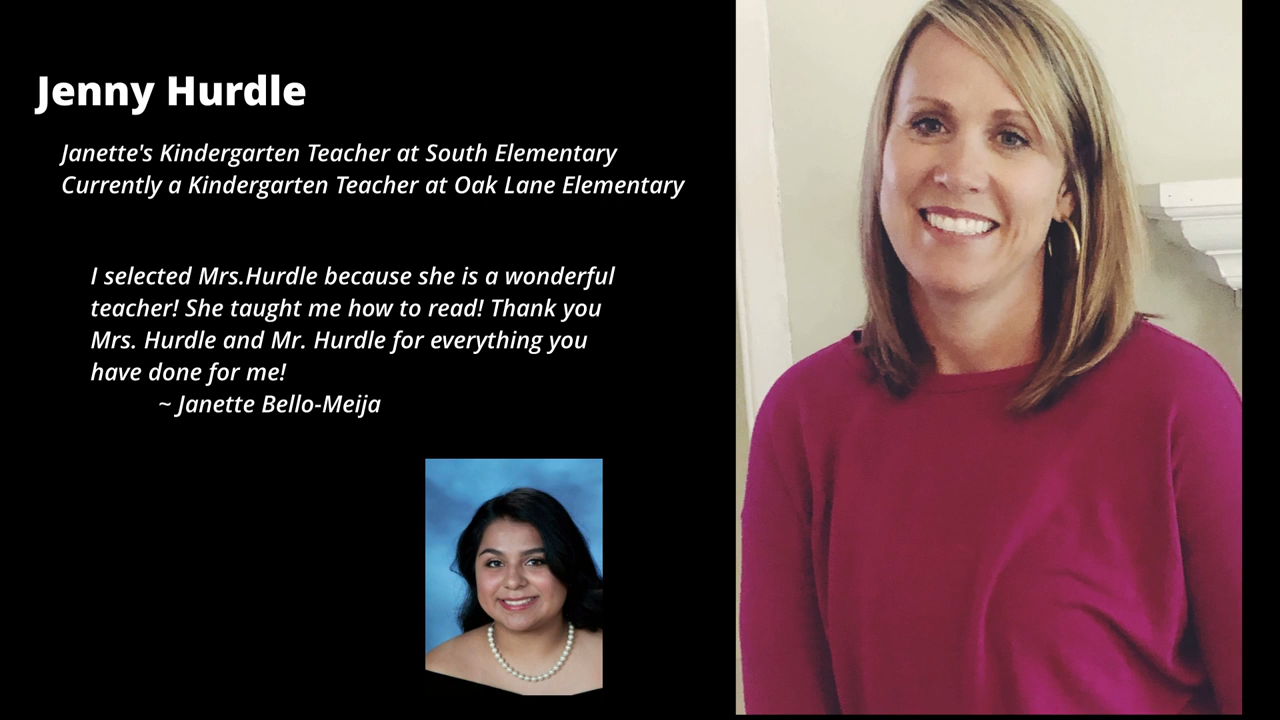 Jenny Hurdle
Janette's Kindergarten Teacher at South Elementary
Currently a Kindergarten Teacher at Oak Lane Elementary
I selected Mrs.Hurdle because she is a wonderful
teacher! She taught me how to read! Thank you
Mrs. Hurdle and Mr. Hurdle for everything you
have done for me!
~ Janette Bello-Meija